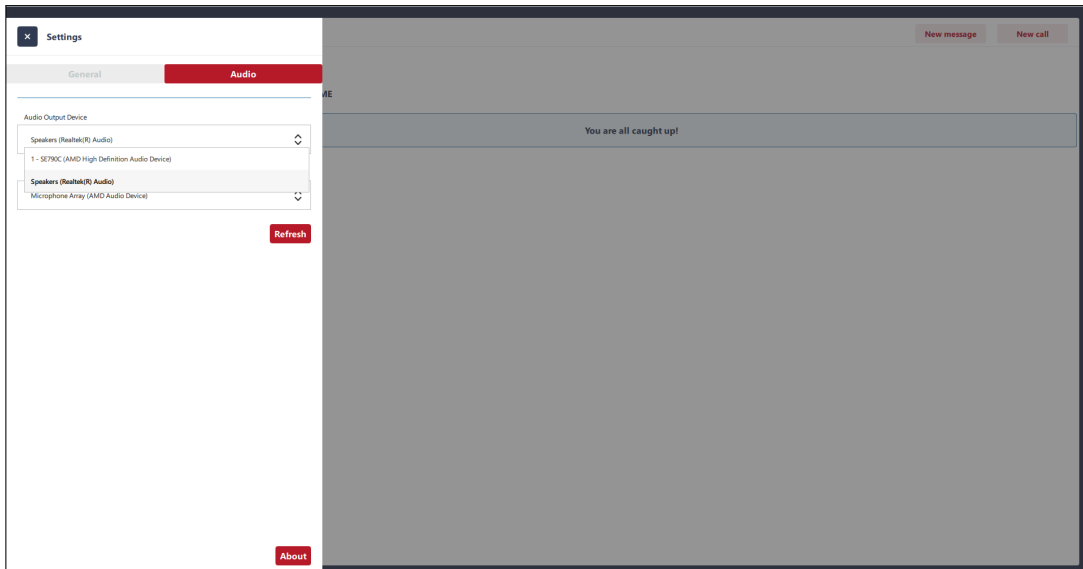 × Settings
New message New call
General Audio
ME
Audio Output Device
You are all caught up!
Speakers (Realtek(R) Audio)
1 - SE790C (AMD High Definition Audio Device)
Speakers (Realtek(R) Audio)
Microphone Array (AMD Audio Device)
Refresh
About